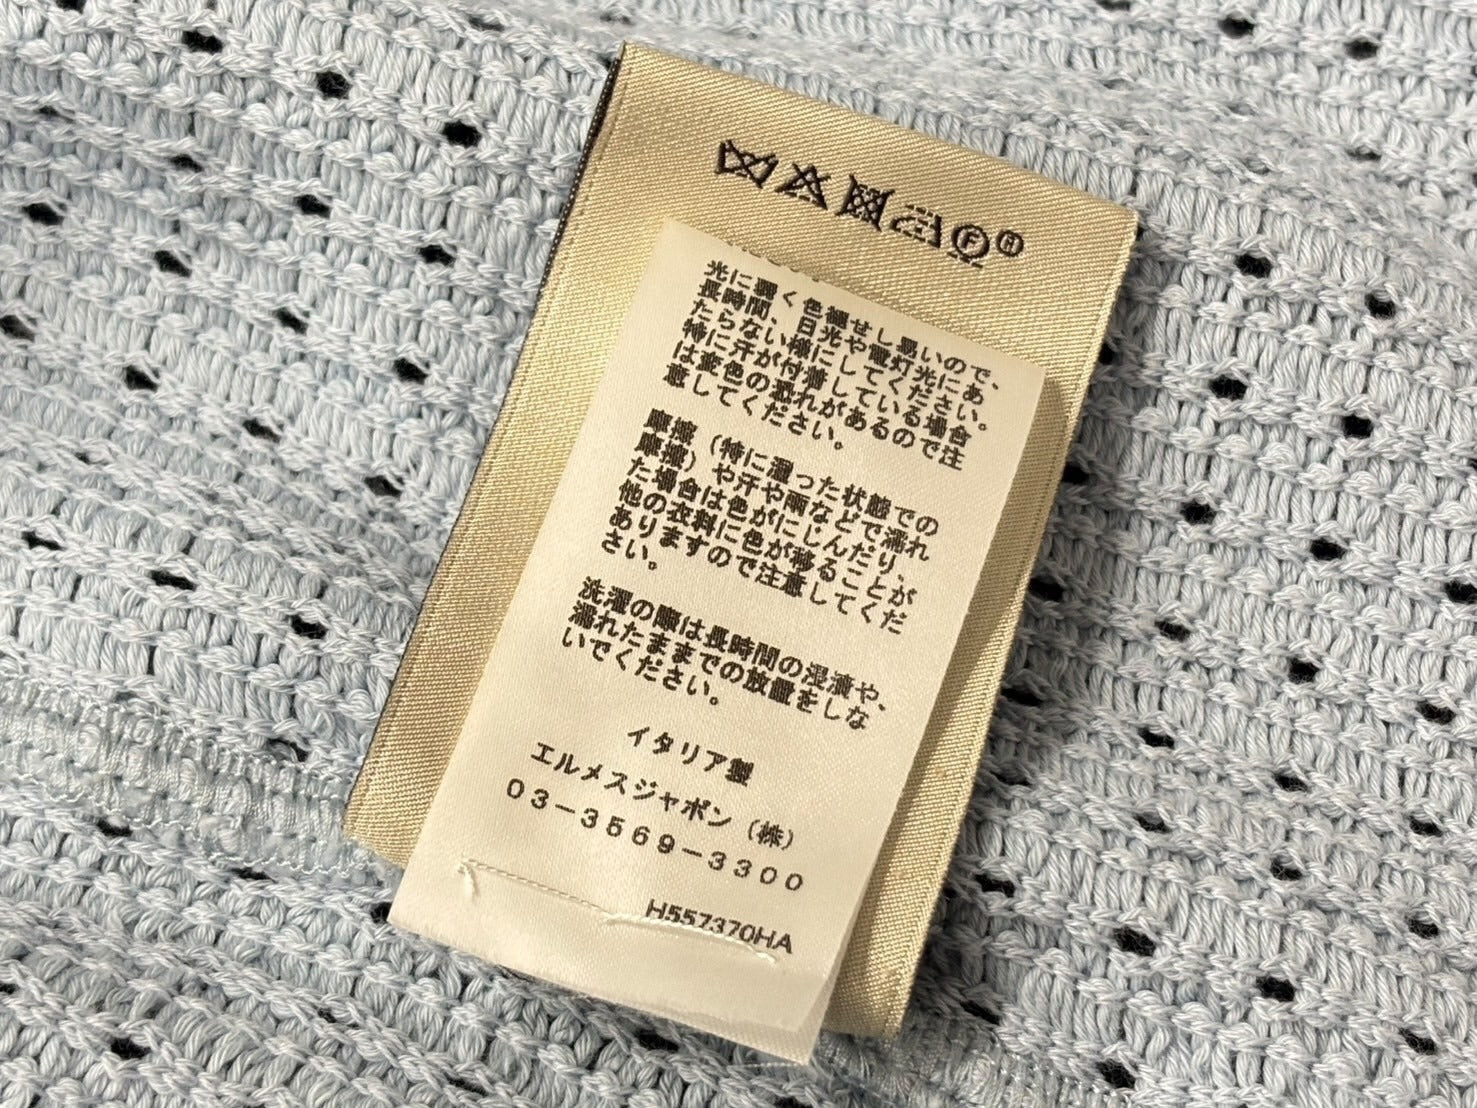 F H
光に弱く色褪せし易いので、
長時間、日光や電灯光にあ
たらない様にしてください。
特に汗が付着している場合
は変色の恐れがあるので注
意してください。
摩擦（特に湿った状態での
摩擦）や汗や雨などで濡れ
た場合は色がにじんだり、
他の衣料に色が移ることが
ありますので注意してくだ
さい。
洗濯の際は長時間の浸漬や、
濡れたままでの放置をしな
いでください。
イタリア製
エルメスジャポン（株）
03-3569-3300
H557370HA